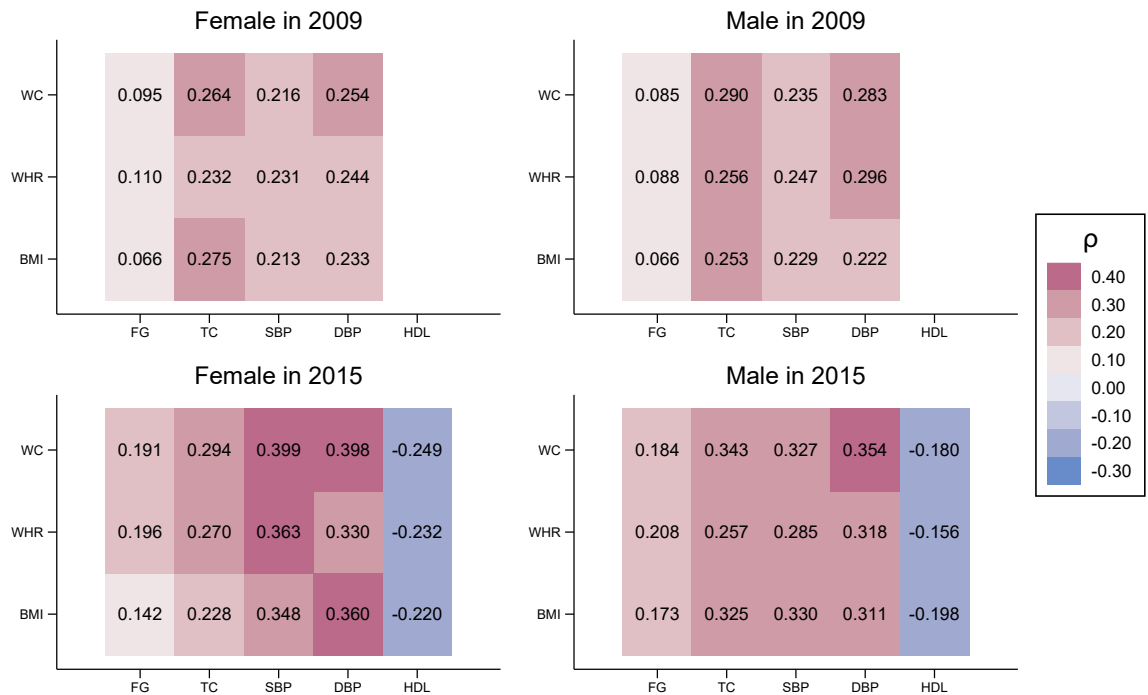 Female in 2009
WC 0.095 0.264 0.216 0.254
WHR 0.110 0.232 0.231 0.244
BMI 0.066 0.275 0.213 0.233
FG TC SBP DBP HDL
Male in 2009
WC 0.085 0.290 0.235 0.283
WHR 0.088 0.256 0.247 0.296
BMI 0.066 0.253 0.229 0.222
FG TC SBP DBP HDL
Female in 2015
WC 0.191 0.294 0.399 0.398 -0.249
WHR 0.196 0.270 0.363 0.330 -0.232
BMI 0.142 0.228 0.348 0.360 -0.220
FG TC SBP DBP HDL
Male in 2015
WC 0.184 0.343 0.327 0.354 -0.180
WHR 0.208 0.257 0.285 0.318 -0.156
BMI 0.173 0.325 0.330 0.311 -0.198
FG TC SBP DBP HDL
ρ
0.40
0.30
0.20
0.10
0.00
-0.10
-0.20
-0.30